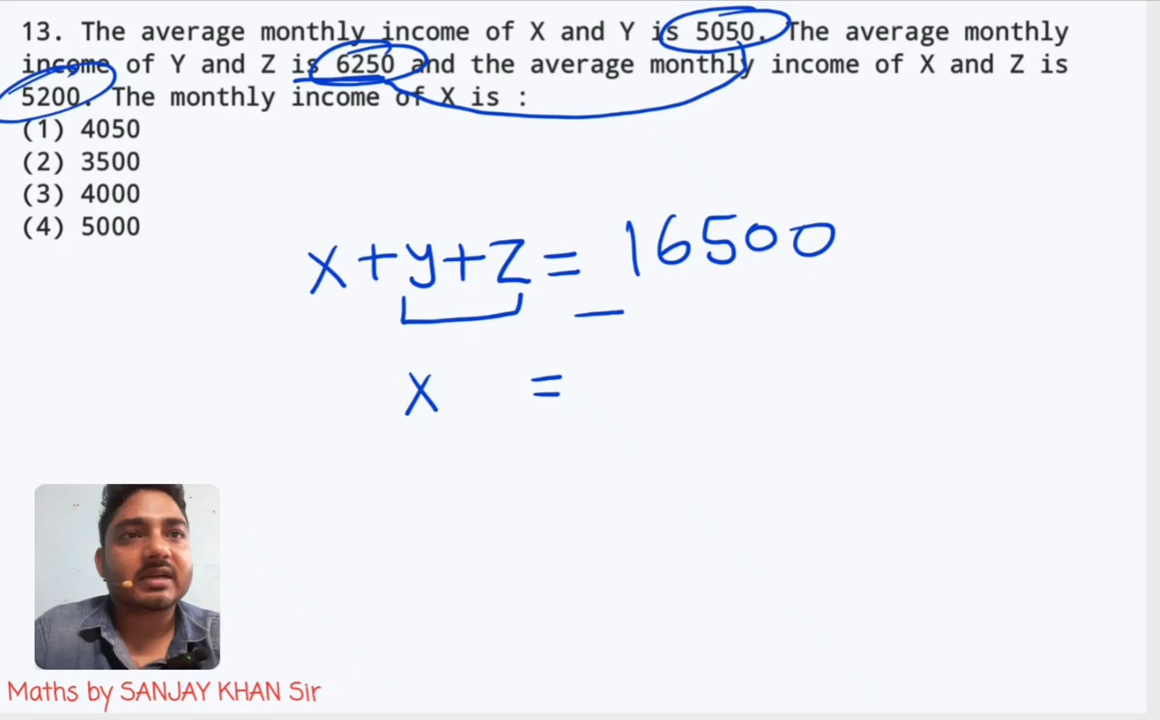 13. The average monthly income of X and Y is 5050. The average monthly
income of Y and Z is 6250 and the average monthly income of X and Z is
5200. The monthly income of X is :
(1) 4050
(2) 3500
(3) 4000
(4) 5000
x+y+z= 16500
x =
Maths by SANJAY KHAN Sir